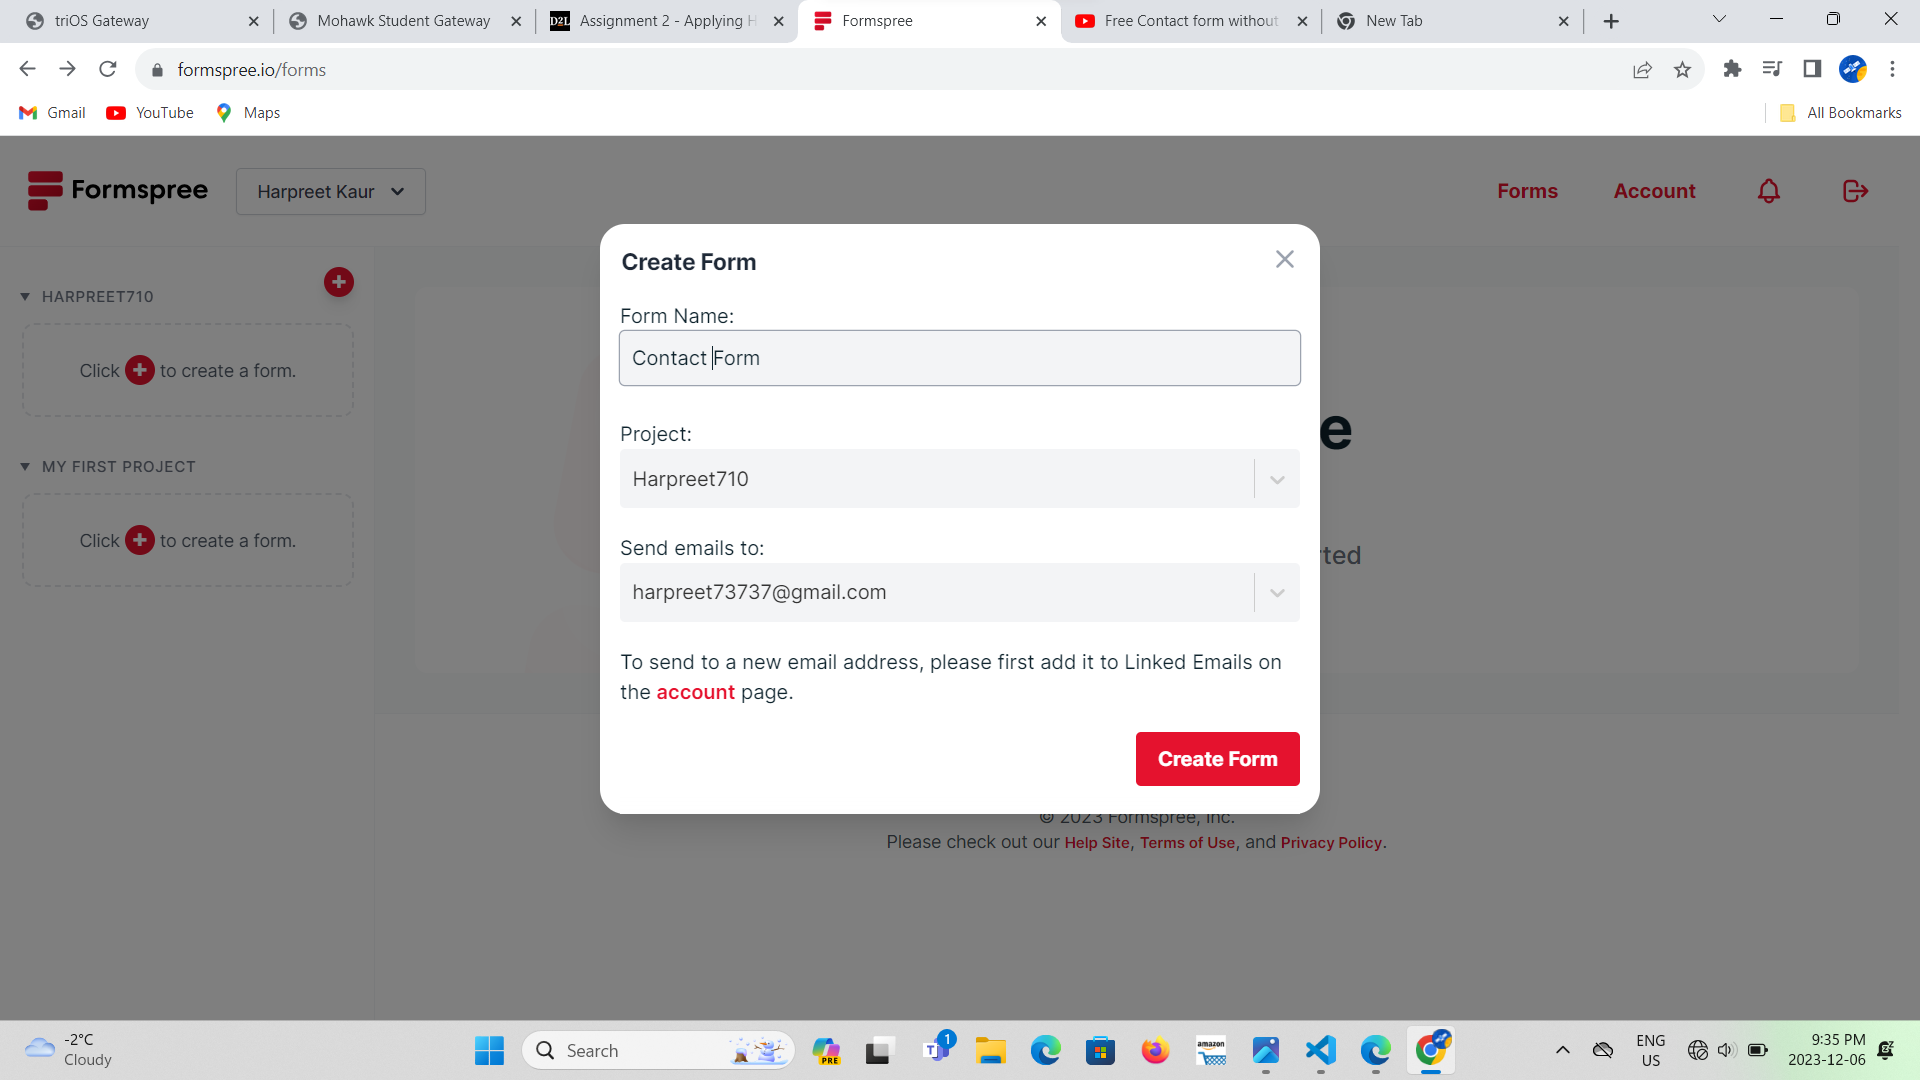 triOS Gateway
Mohawk Student Gateway
D2L Assignment 2 - Applying H
Formspree
Free Contact form without
New Tab
formspree.io/forms
Gmail
YouTube
Maps
All Bookmarks
Formspree
Harpreet Kaur
Forms
Account
HARPREET710
Click + to create a form.
MY FIRST PROJECT
Click + to create a form.
Create Form
Form Name:
Contact Form
Project:
Harpreet710
Send emails to:
harpreet73737@gmail.com
To send to a new email address, please first add it to Linked Emails on
the account page.
Create Form
e
rted
© 2023 Formspree, Inc.
Please check out our Help Site, Terms of Use, and Privacy Policy.
-2°C
Cloudy
Search
PRE
1
amazon
ENG
US
9:35 PM
2023-12-06